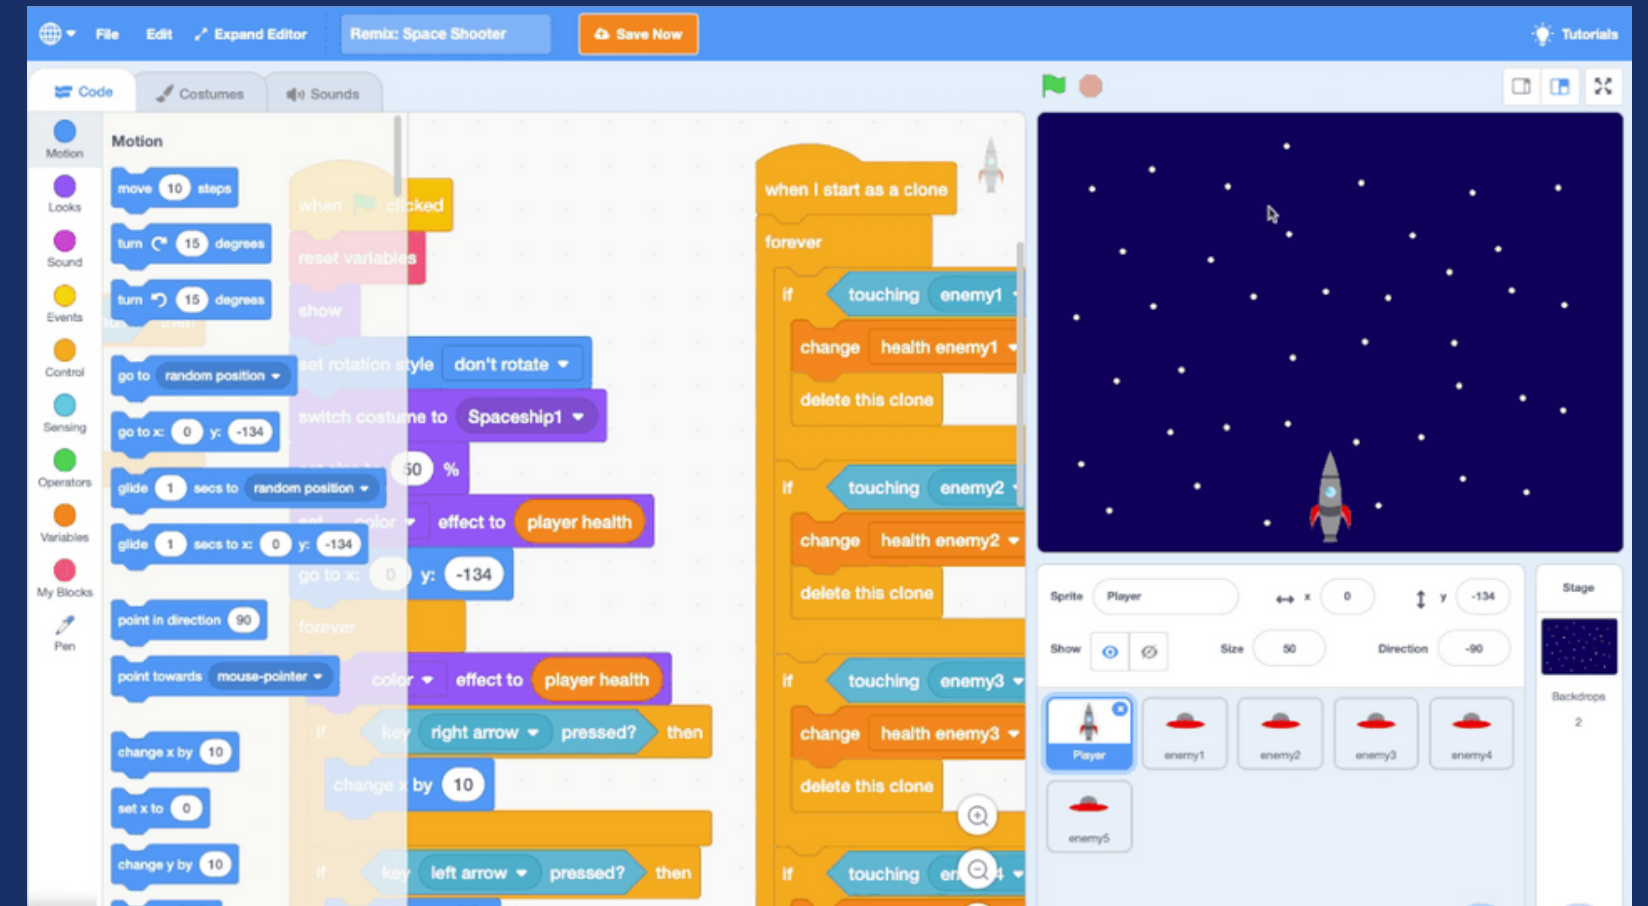 File Edit Expand Editor Remix: Space Shooter Save Now Tutorials
Code Costumes Sounds
Motion
Looks
Sound
Events
Control
Sensing
Operators
Variables
My Blocks
Pen
Motion
move 10 steps
turn 15 degrees
turn 15 degrees
go to random position
go to x: 0 y: -134
glide 1 secs to random position
glide 1 secs to x: 0 y: -134
point in direction 90
point towards mouse-pointer
change x by 10
set x to 0
change y by 10
then
when clicked
reset variables
show
set rotation style don't rotate
switch costume to Spaceship1
50 %
color effect to player health
go to x: 0 y: -134
forever
color effect to player health
if key right arrow pressed? then
change x by 10
if key left arrow pressed? then
when I start as a clone
forever
if touching enemy1
change health enemy1
delete this clone
if touching enemy2
change health enemy2
delete this clone
if touching enemy3
change health enemy3
delete this clone
if touching
Sprite Player x 0 y -134
Show Size 50 Direction -90
Player enemy1 enemy2 enemy3 enemy4
enemy5
Stage
Backdrops
2